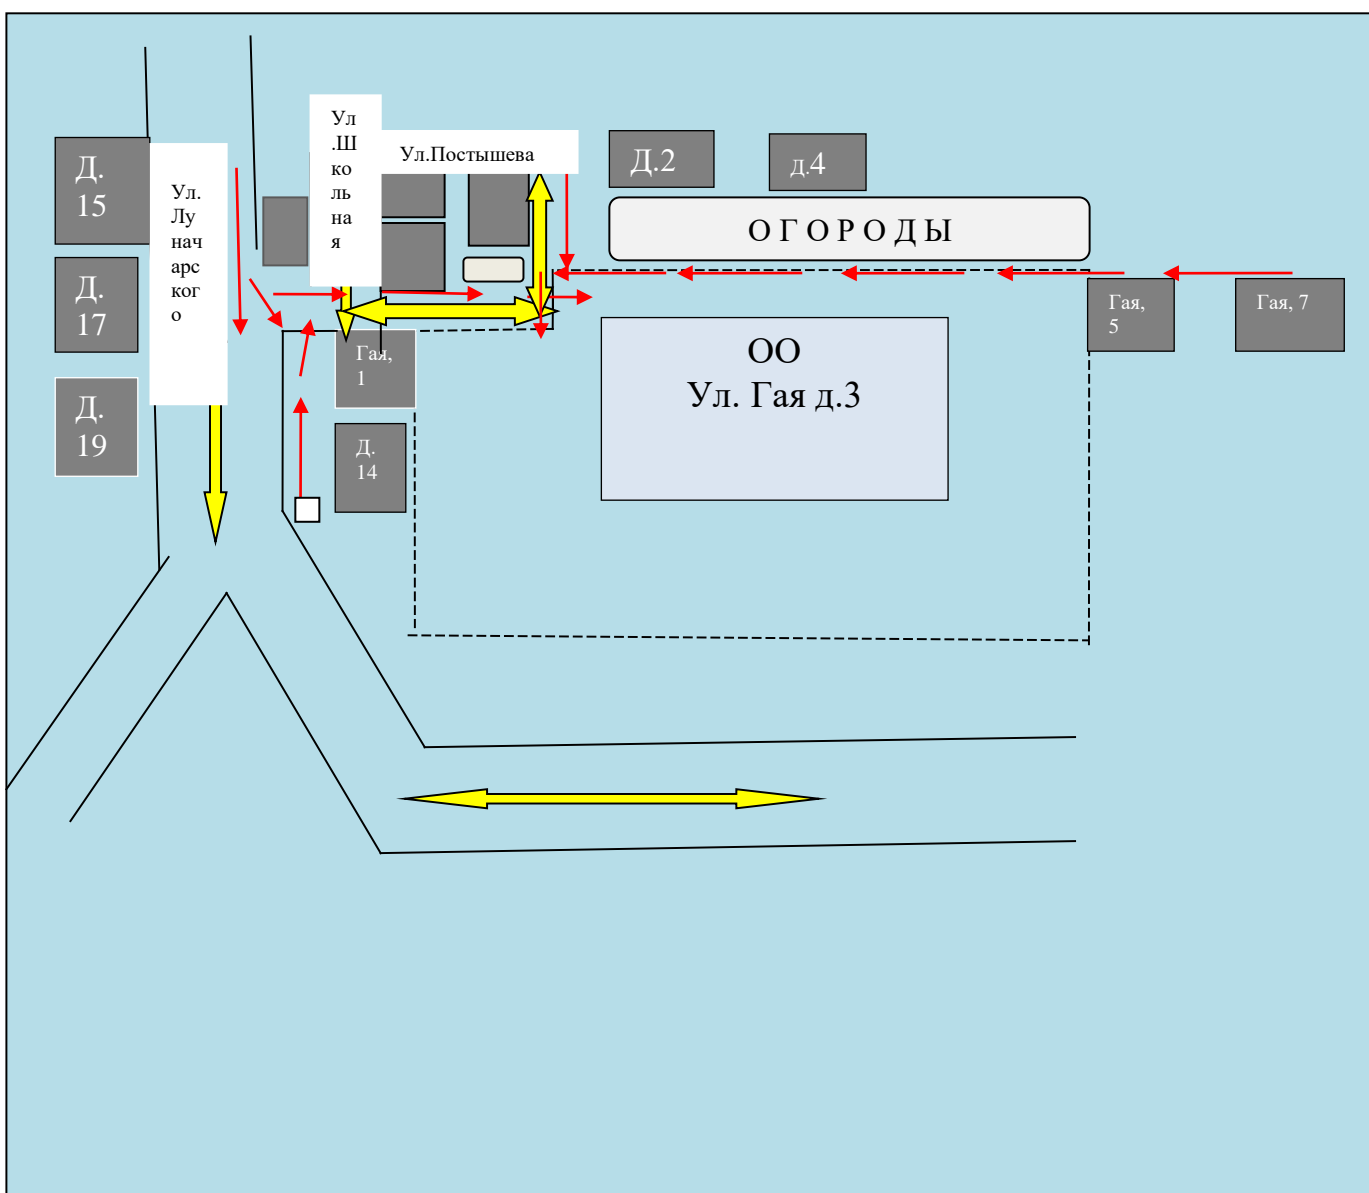 Ул
.Ш
ко
ль
на
я
Ул.Постышева
Д.
15
Ул.
Лу
нач
арс
ког
о
Д.2
д.4
О Г О Р О Д Ы
Д.
17
Гая,
5
Гая, 7
Гая,
1
ОО
Ул. Гая д.3
Д.
19
Д.
14